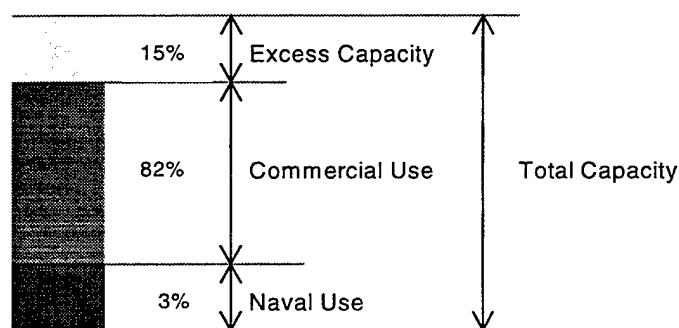 15% Excess Capacity
82% Commercial Use Total Capacity
3% Naval Use